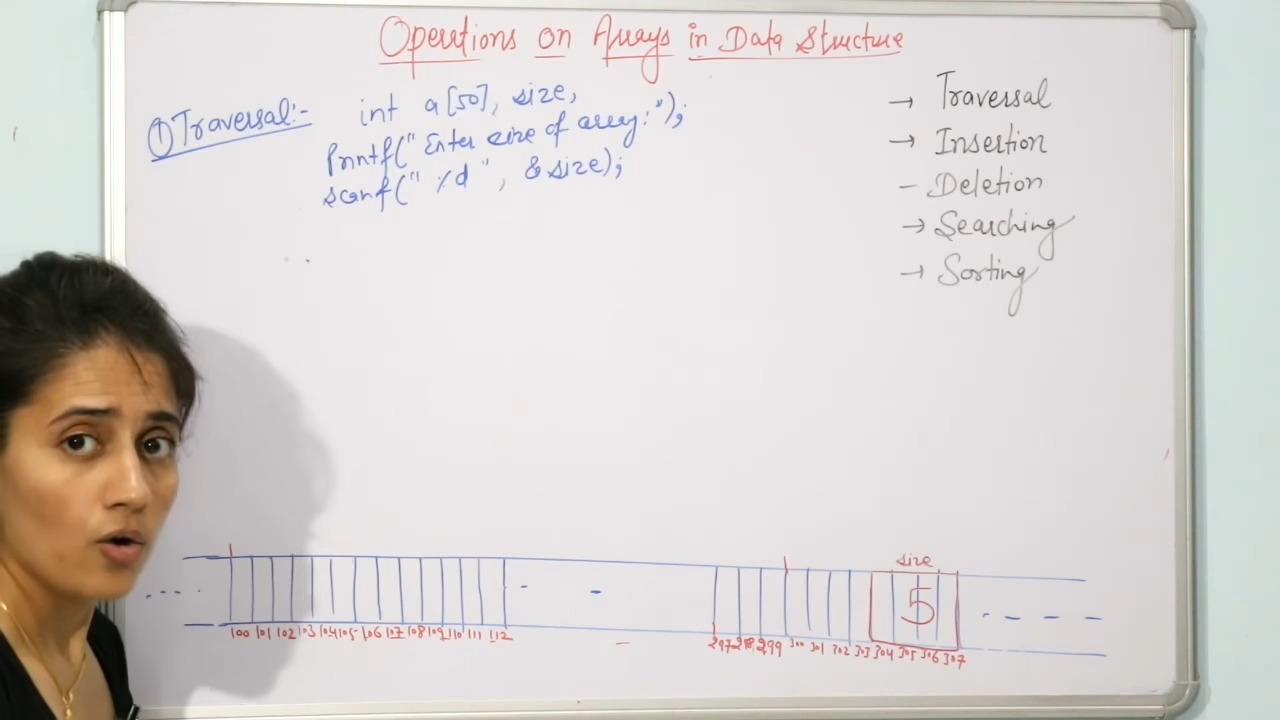 Opertions on Arrays in Data Structure
① Traversal:-
int a[50], size,
Printf("Enter size of array:");
scanf("%d", &size);
→ Traversal
→ Insertion
- Deletion
→ Searching
→ Sorting
size
5
100 101 102 103 104 105 106 107 108 109 110 111 112
297 298 299 300 301 302 303 304 305 306 307